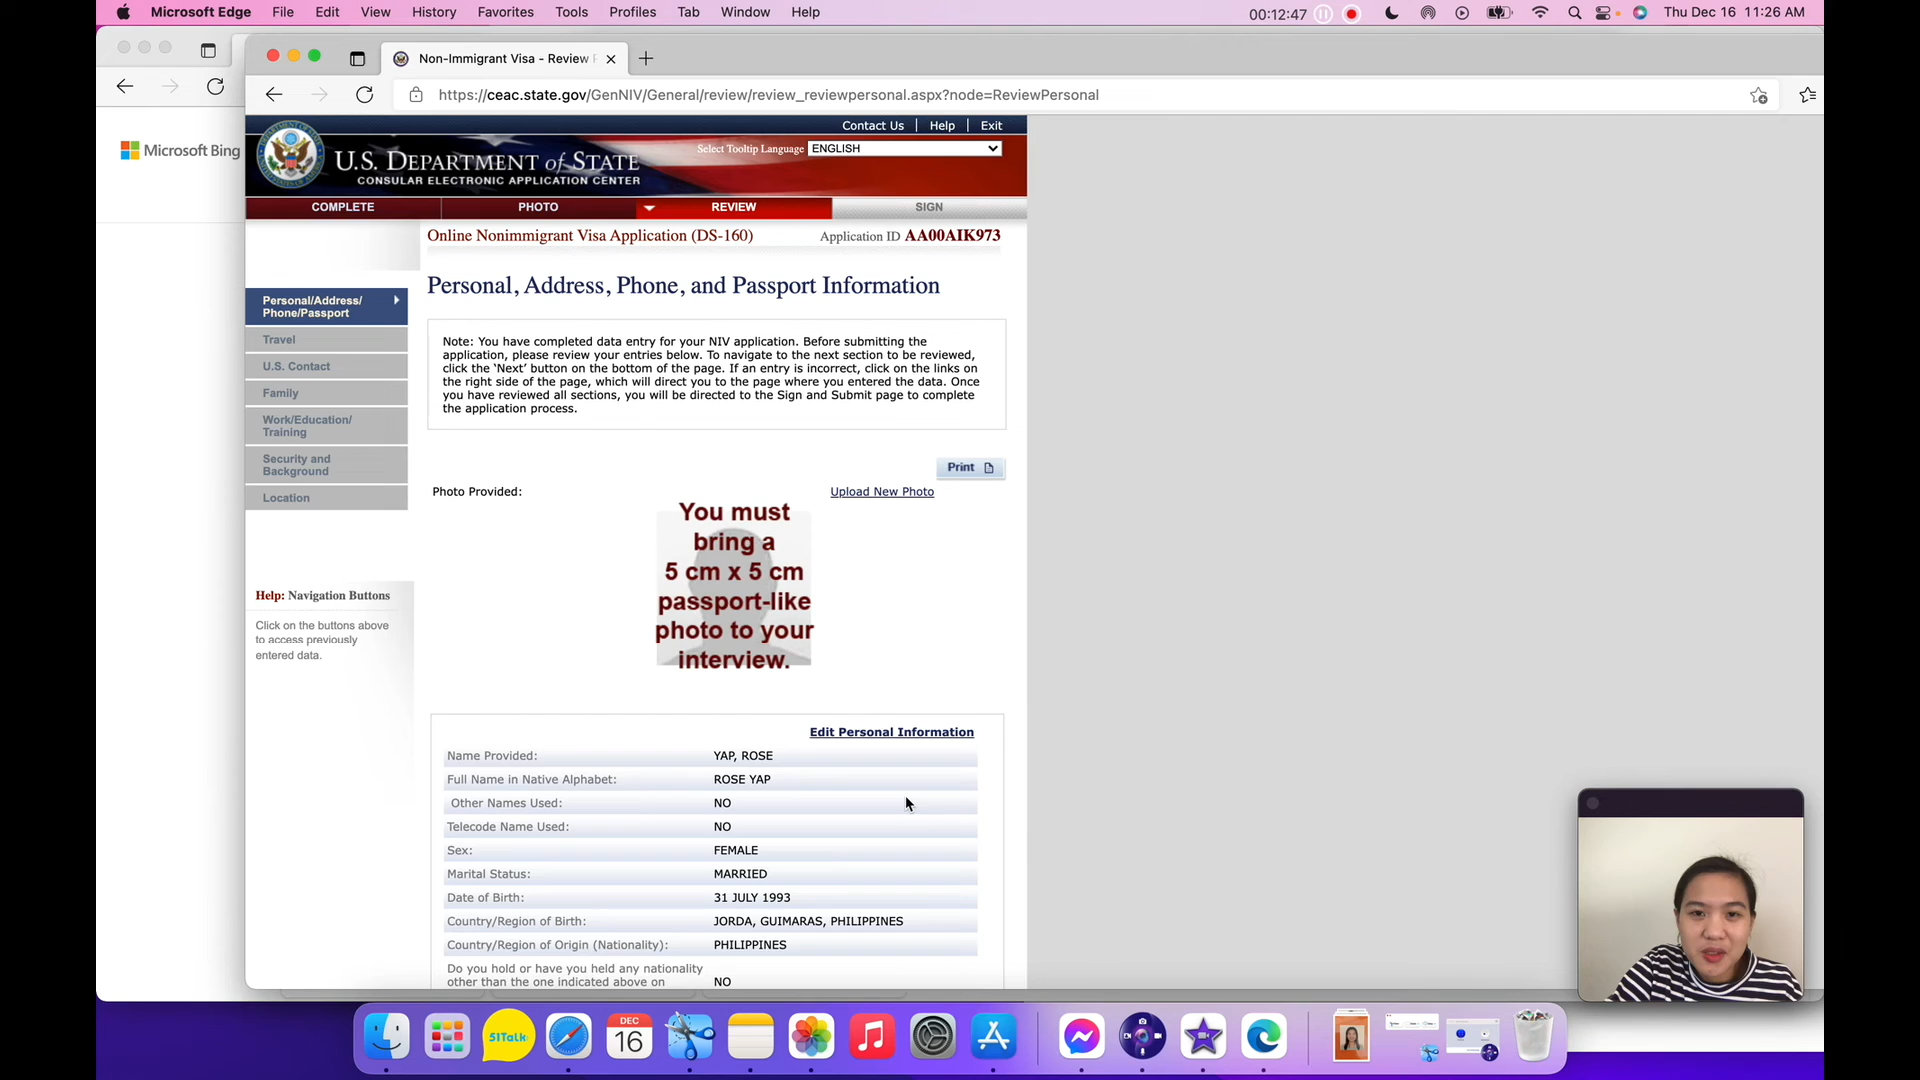 Microsoft Edge File Edit View History Favorites Tools Profiles Tab Window Help 00:12:47 Thu Dec 16 11:26 AM
Non-Immigrant Visa - Review
https://ceac.state.gov/GenNIV/General/review/review_reviewpersonal.aspx?node=ReviewPersonal
Microsoft Bing
Contact Us | Help | Exit
Select Tooltip Language ENGLISH
U.S. DEPARTMENT of STATE
CONSULAR ELECTRONIC APPLICATION CENTER
COMPLETE PHOTO REVIEW SIGN
Online Nonimmigrant Visa Application (DS-160) Application ID AA00AIK973
Personal, Address, Phone, and Passport Information
Personal/Address/
Phone/Passport
Travel
U.S. Contact
Family
Work/Education/
Training
Security and
Background
Location
Help: Navigation Buttons
Click on the buttons above
to access previously
entered data.
Note: You have completed data entry for your NIV application. Before submitting the
application, please review your entries below. To navigate to the next section to be reviewed,
click the 'Next' button on the bottom of the page. If an entry is incorrect, click on the links on
the right side of the page, which will direct you to the page where you entered the data. Once
you have reviewed all sections, you will be directed to the Sign and Submit page to complete
the application process.
Print
Photo Provided: Upload New Photo
You must
bring a
5 cm x 5 cm
passport-like
photo to your
interview.
Edit Personal Information
Name Provided: YAP, ROSE
Full Name in Native Alphabet: ROSE YAP
Other Names Used: NO
Telecode Name Used: NO
Sex: FEMALE
Marital Status: MARRIED
Date of Birth: 31 JULY 1993
Country/Region of Birth: JORDA, GUIMARAS, PHILIPPINES
Country/Region of Origin (Nationality): PHILIPPINES
Do you hold or have you held any nationality
other than the one indicated above on NO
51Talk
DEC
16